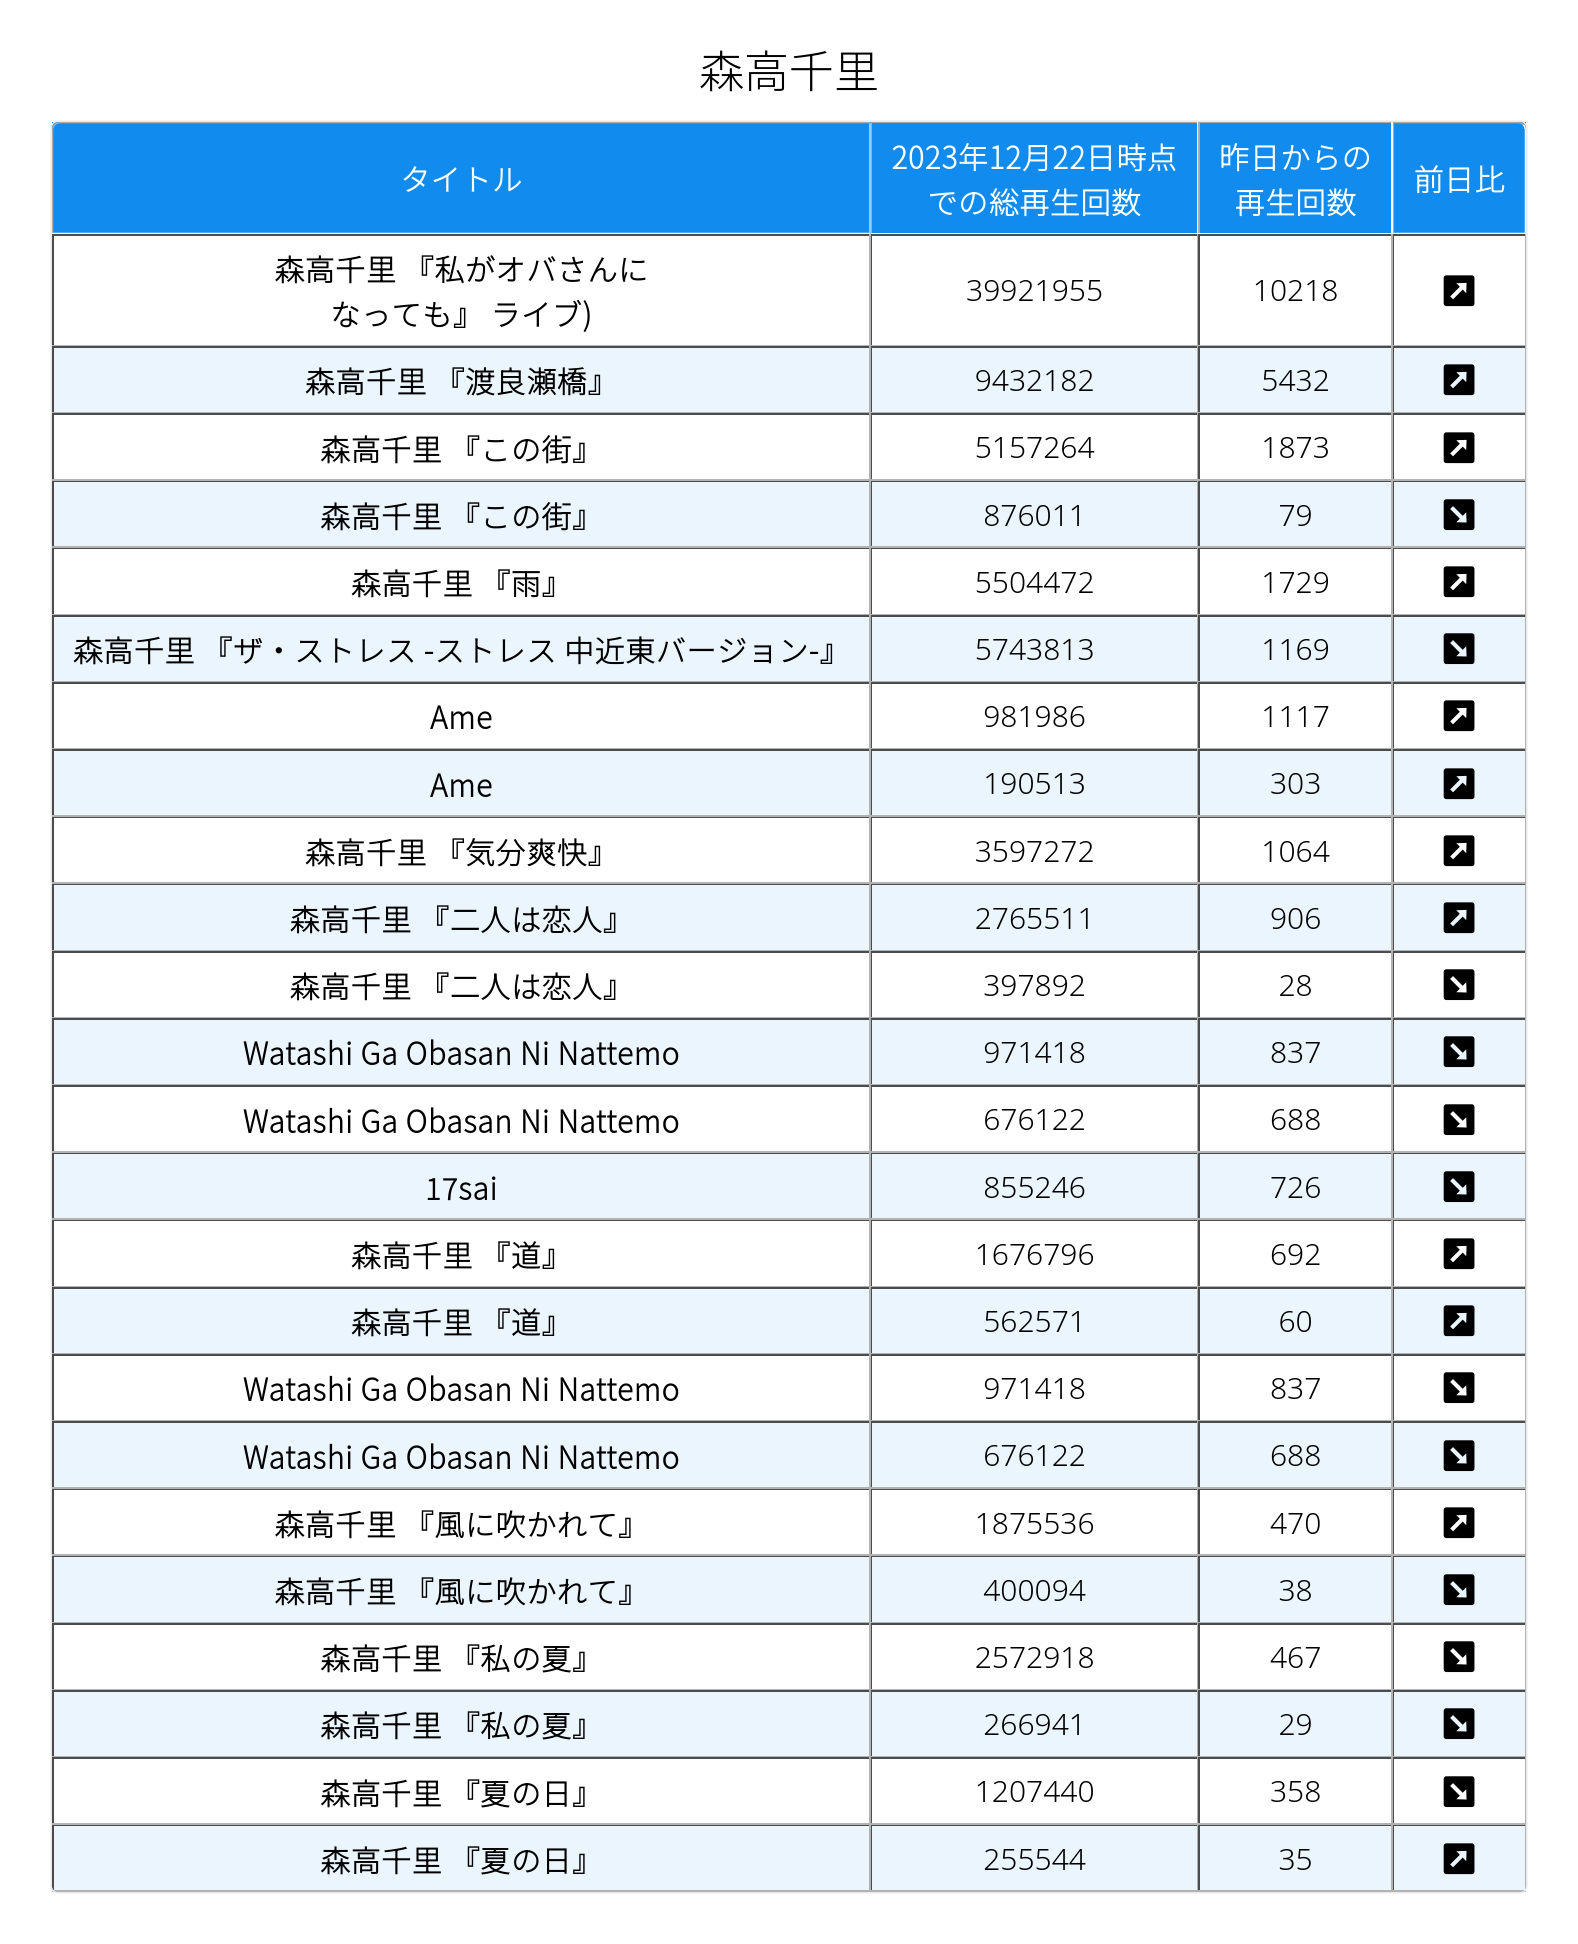 森高千里
タイトル
2023年12月22日時点
での総再生回数
昨日からの
再生回数
前日比
森高千里 『私がオバさんに
なっても』 ライブ)
39921955 10218 ↗
森高千里 『渡良瀬橋』 9432182 5432 ↗
森高千里 『この街』 5157264 1873 ↗
森高千里 『この街』 876011 79 ↘
森高千里 『雨』 5504472 1729 ↗
森高千里 『ザ・ストレス -ストレス 中近東バージョン-』 5743813 1169 ↘
Ame 981986 1117 ↗
Ame 190513 303 ↗
森高千里 『気分爽快』 3597272 1064 ↗
森高千里 『二人は恋人』 2765511 906 ↗
森高千里 『二人は恋人』 397892 28 ↘
Watashi Ga Obasan Ni Nattemo 971418 837 ↘
Watashi Ga Obasan Ni Nattemo 676122 688 ↘
17sai 855246 726 ↘
森高千里 『道』 1676796 692 ↗
森高千里 『道』 562571 60 ↗
Watashi Ga Obasan Ni Nattemo 971418 837 ↘
Watashi Ga Obasan Ni Nattemo 676122 688 ↘
森高千里 『風に吹かれて』 1875536 470 ↗
森高千里 『風に吹かれて』 400094 38 ↘
森高千里 『私の夏』 2572918 467 ↘
森高千里 『私の夏』 266941 29 ↘
森高千里 『夏の日』 1207440 358 ↘
森高千里 『夏の日』 255544 35 ↗